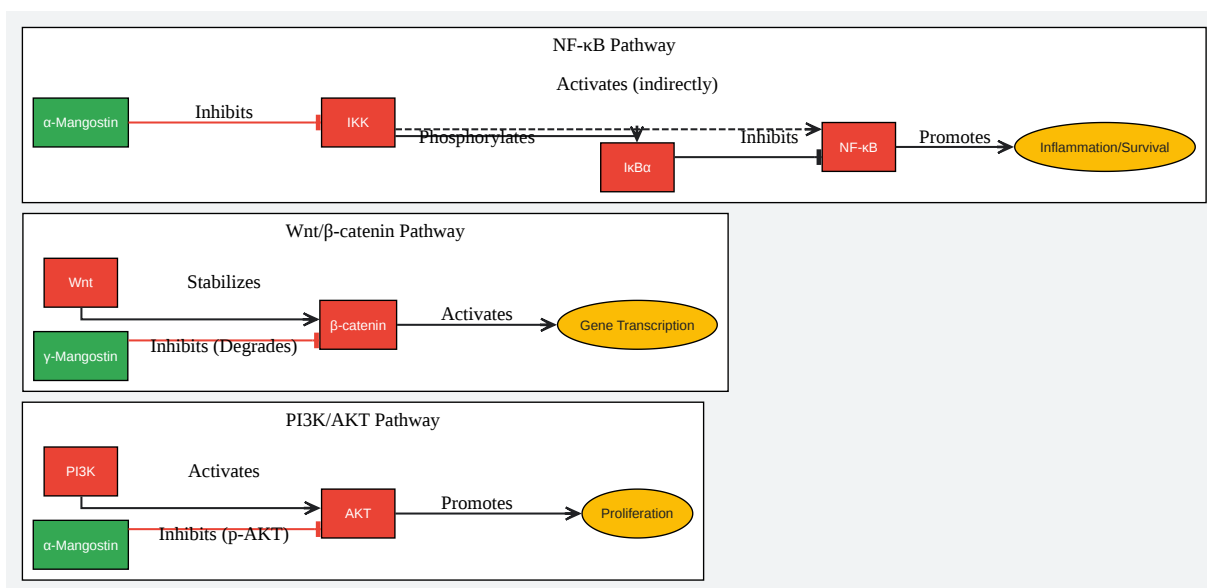 NF-κB Pathway
Activates (indirectly)
α-Mangostin
Inhibits
IKK
Phosphorylates
IκBα
Inhibits
NF-κB
Promotes
Inflammation/Survival
Wnt/β-catenin Pathway
Wnt
Stabilizes
β-catenin
Activates
Gene Transcription
γ-Mangostin
Inhibits (Degrades)
PI3K/AKT Pathway
PI3K
Activates
AKT
Promotes
Proliferation
α-Mangostin
Inhibits (p-AKT)